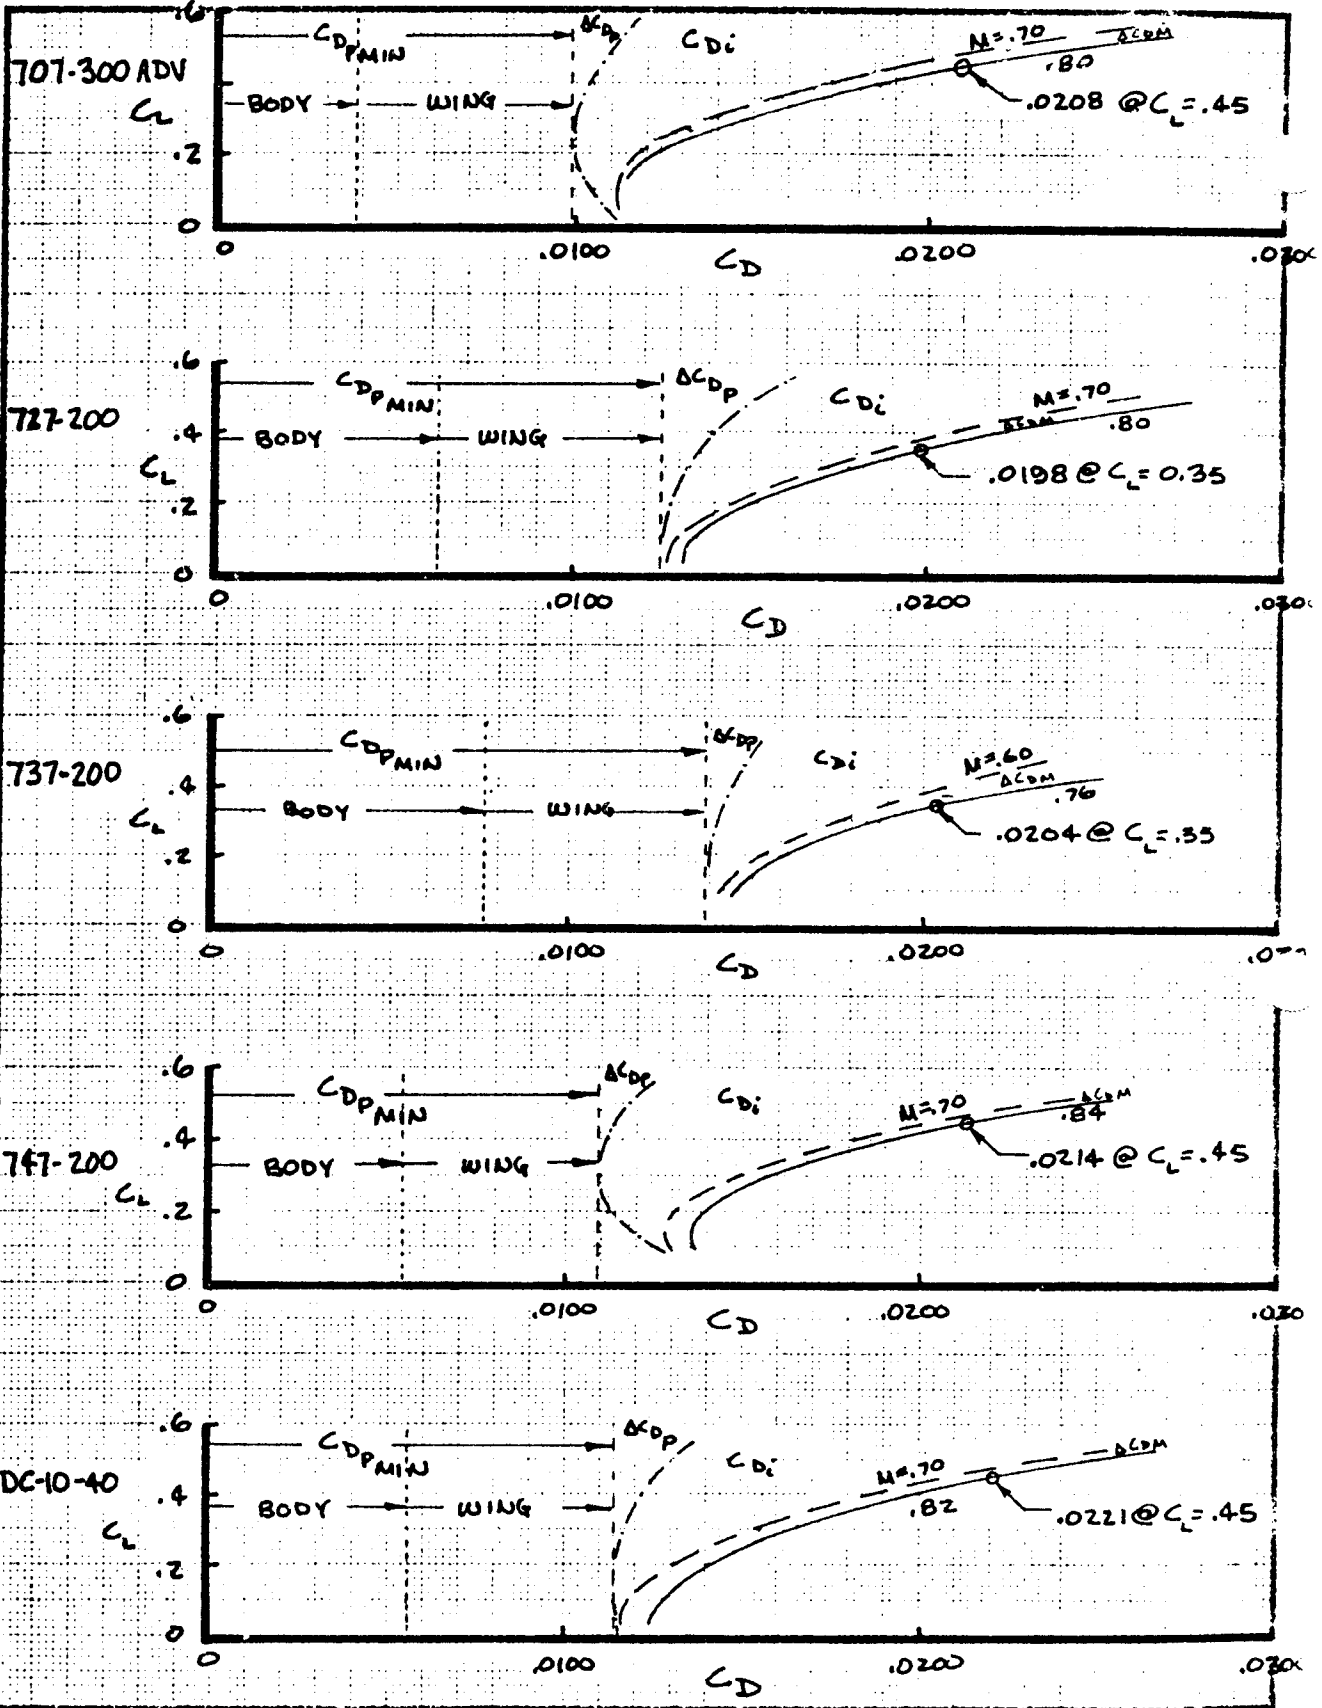 .6
C_DP MIN
ΔC_DP
C_Di
M=.70
ΔC_DM
.80
707-300 ADV
C_L
BODY
WING
.0208 @ C_L = .45
.2
0
0
.0100
C_D
.0200
.6
C_DP MIN
ΔC_DP
C_Di
M=.70
ΔC_DM
.80
727-200
.4
BODY
WING
C_L
.0198 @ C_L = 0.35
.2
0
0
.0100
C_D
.0200
.6
C_DP MIN
ΔC_DP
C_Di
M=.60
ΔC_DM
.76
737-200
.4
BODY
WING
C_L
.0204 @ C_L = .35
.2
0
0
.0100
C_D
.0200
.6
C_DP MIN
ΔC_DP
C_Di
M=.70
ΔC_DM
.84
.4
747-200
BODY
WING
.0214 @ C_L = .45
C_L
.2
0
0
.0100
C_D
.0200
.030
.6
C_DP MIN
ΔC_DP
C_Di
M=.70
ΔC_DM
DC-10-40
.4
BODY
WING
.82
.0221 @ C_L = .45
C_L
.2
0
0
.0100
C_D
.0200